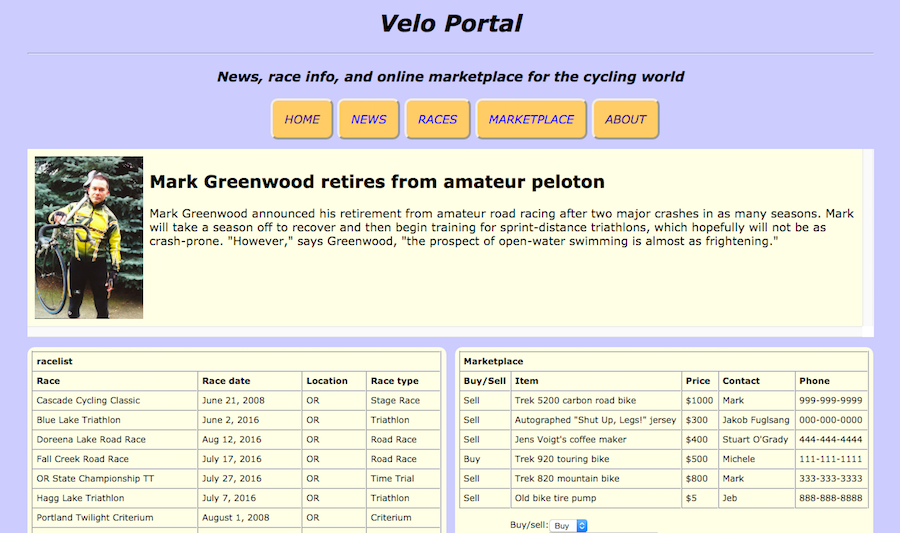 Velo Portal
News, race info, and online marketplace for the cycling world
HOME NEWS RACES MARKETPLACE ABOUT
Mark Greenwood retires from amateur peloton
Mark Greenwood announced his retirement from amateur road racing after two major crashes in as many seasons. Mark
will take a season off to recover and then begin training for sprint-distance triathlons, which hopefully will not be as
crash-prone. "However," says Greenwood, "the prospect of open-water swimming is almost as frightening."
racelist
Race Race date Location Race type
Cascade Cycling Classic June 21, 2008 OR Stage Race
Blue Lake Triathlon June 2, 2016 OR Triathlon
Doreena Lake Road Race Aug 12, 2016 OR Road Race
Fall Creek Road Race July 17, 2016 OR Road Race
OR State Championship TT July 27, 2016 OR Time Trial
Hagg Lake Triathlon July 7, 2016 OR Triathlon
Portland Twilight Criterium August 1, 2008 OR Criterium
Marketplace
Buy/Sell Item Price Contact Phone
Sell Trek 5200 carbon road bike $1000 Mark 999-999-9999
Sell Autographed "Shut Up, Legs!" jersey $300 Jakob Fuglsang 000-000-0000
Sell Jens Voigt's coffee maker $400 Stuart O'Grady 444-444-4444
Buy Trek 920 touring bike $500 Michele 111-111-1111
Sell Trek 820 mountain bike $800 Mark 333-333-3333
Sell Old bike tire pump $5 Jeb 888-888-8888
Buy/sell: Buy